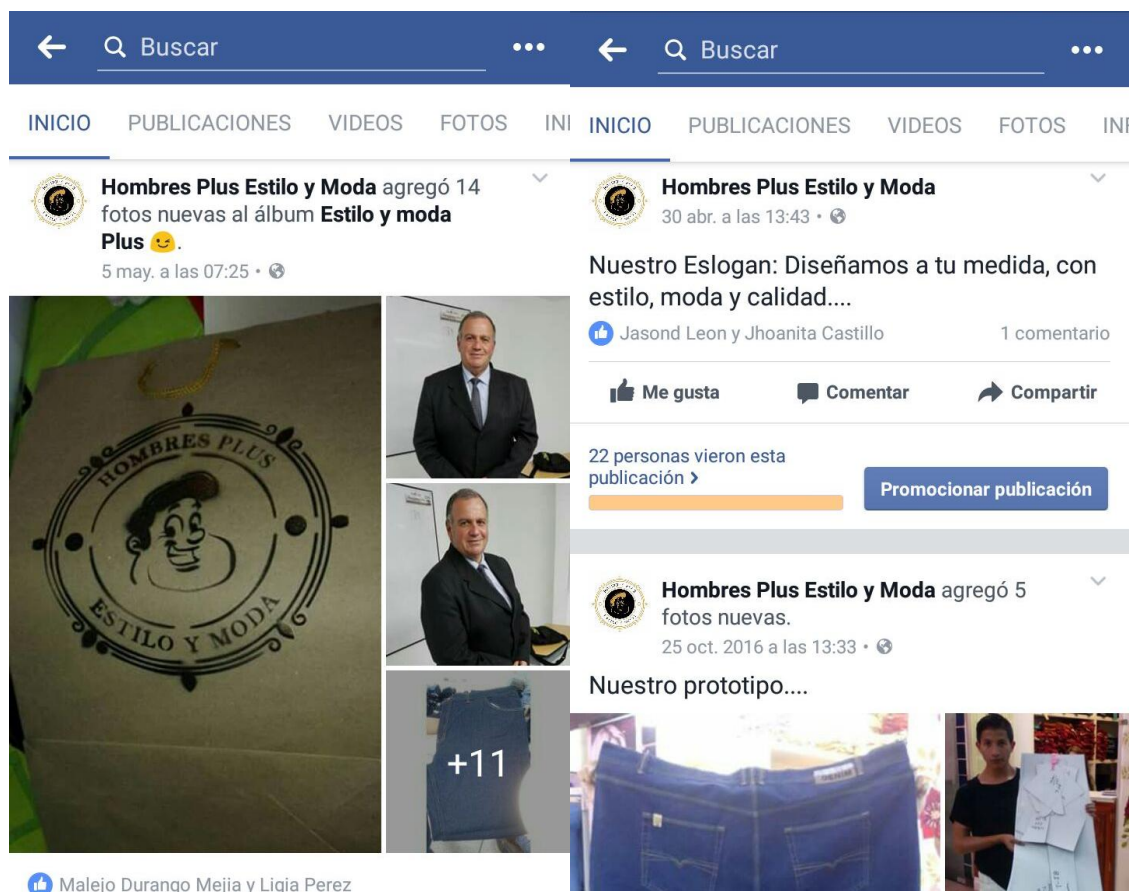 Buscar
INICIO PUBLICACIONES VIDEOS FOTOS
Hombres Plus Estilo y Moda agregó 14
fotos nuevas al álbum Estilo y moda
Plus 😉.
5 may. a las 07:25 •
HOMBRES PLUS
ESTILO Y MODA
+11
Malejo Durango Mejia y Ligia Perez
Buscar
INICIO PUBLICACIONES VIDEOS FOTOS
Hombres Plus Estilo y Moda
30 abr. a las 13:43 •
Nuestro Eslogan: Diseñamos a tu medida, con
estilo, moda y calidad....
Jasond Leon y Jhoanita Castillo 1 comentario
Me gusta Comentar Compartir
22 personas vieron esta
publicación >
Promocionar publicación
Hombres Plus Estilo y Moda agregó 5
fotos nuevas.
25 oct. 2016 a las 13:33 •
Nuestro prototipo....
DENIM